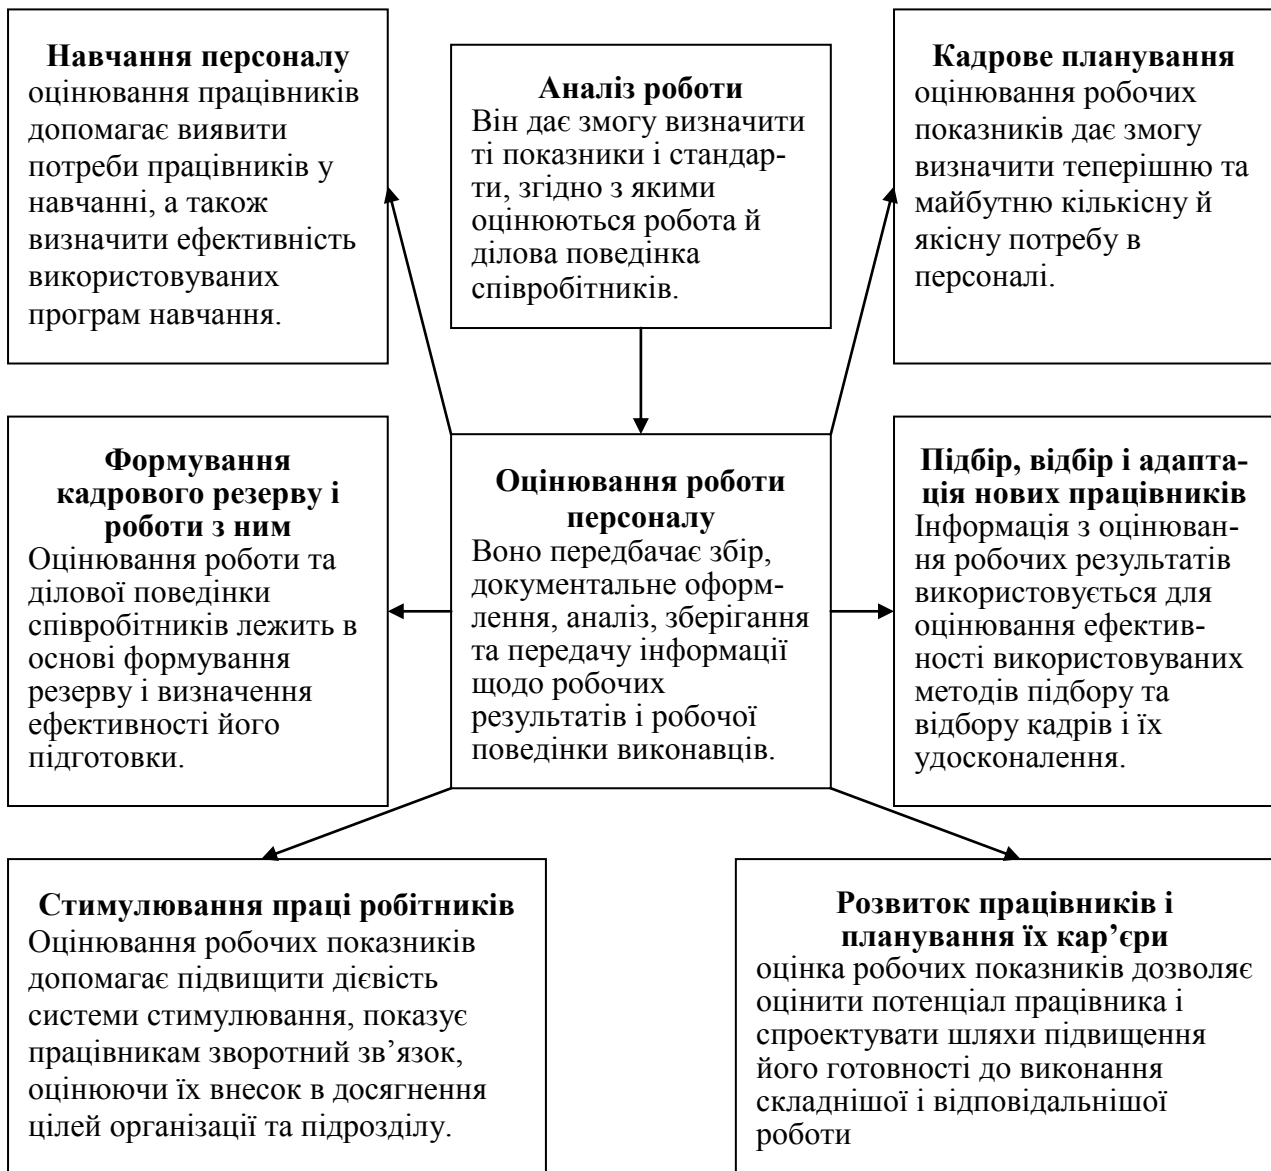 Навчання персоналу
оцінювання працівників
допомагає виявити
потреби працівників у
навчанні, а також
визначити ефективність
використовуваних
програм навчання.
Аналіз роботи
Він дає змогу визначити
ті показники і стандар-
ти, згідно з якими
оцінюються робота й
ділова поведінка
співробітників.
Кадрове планування
оцінювання робочих
показників дає змогу
визначити теперішню та
майбутню кількісну й
якісну потребу в
персоналі.
Формування
кадрового резерву і
роботи з ним
Оцінювання роботи та
ділової поведінки
співробітників лежить в
основі формування
резерву і визначення
ефективності його
підготовки.
Оцінювання роботи
персоналу
Воно передбачає збір,
документальне оформ-
лення, аналіз, зберігання
та передачу інформації
щодо робочих
результатів і робочої
поведінки виконавців.
Підбір, відбір і адапта-
ція нових працівників
Інформація з оцінюван-
ня робочих результатів
використовується для
оцінювання ефектив-
ності використовуваних
методів підбору та
відбору кадрів і їх
удосконалення.
Стимулювання праці робітників
Оцінювання робочих показників
допомагає підвищити дієвість
системи стимулювання, показує
працівникам зворотний зв’язок,
оцінюючи їх внесок в досягнення
цілей організації та підрозділу.
Розвиток працівників і
планування їх кар’єри
оцінка робочих показників дозволяє
оцінити потенціал працівника і
спроектувати шляхи підвищення
його готовності до виконання
складнішої і відповідальнішої
роботи